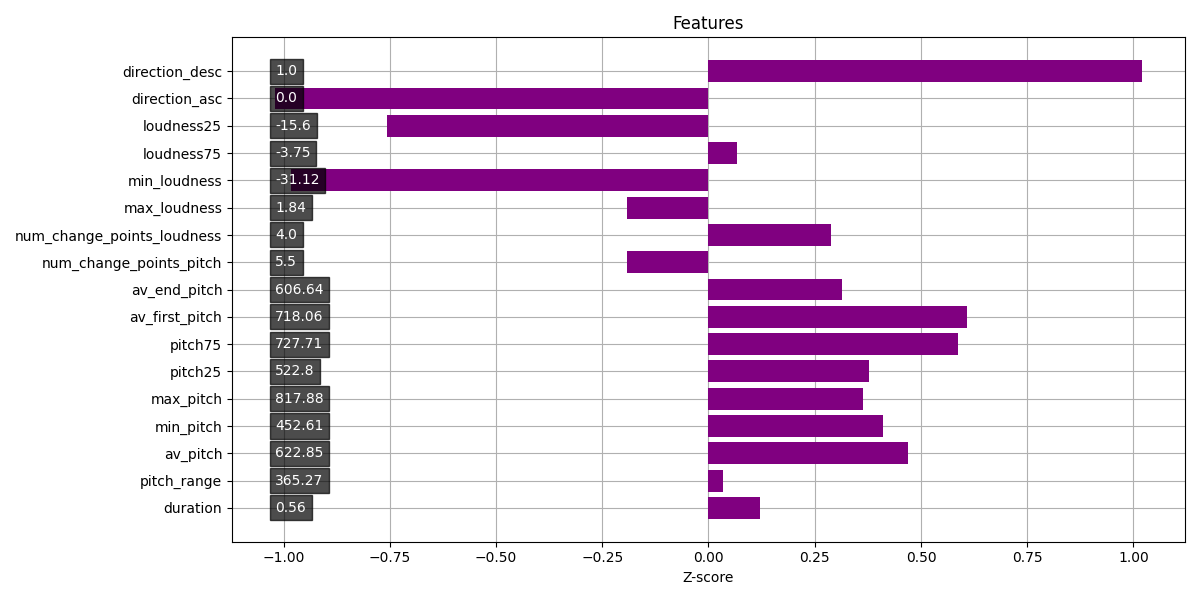 Features
direction_desc 1.0
direction_asc 0.0
loudness25 -15.6
loudness75 -3.75
min_loudness -31.12
max_loudness 1.84
num_change_points_loudness 4.0
num_change_points_pitch 5.5
av_end_pitch 606.64
av_first_pitch 718.06
pitch75 727.71
pitch25 522.8
max_pitch 817.88
min_pitch 452.61
av_pitch 622.85
pitch_range 365.27
duration 0.56
−1.00 −0.75 −0.50 −0.25 0.00 0.25 0.50 0.75 1.00
Z-score